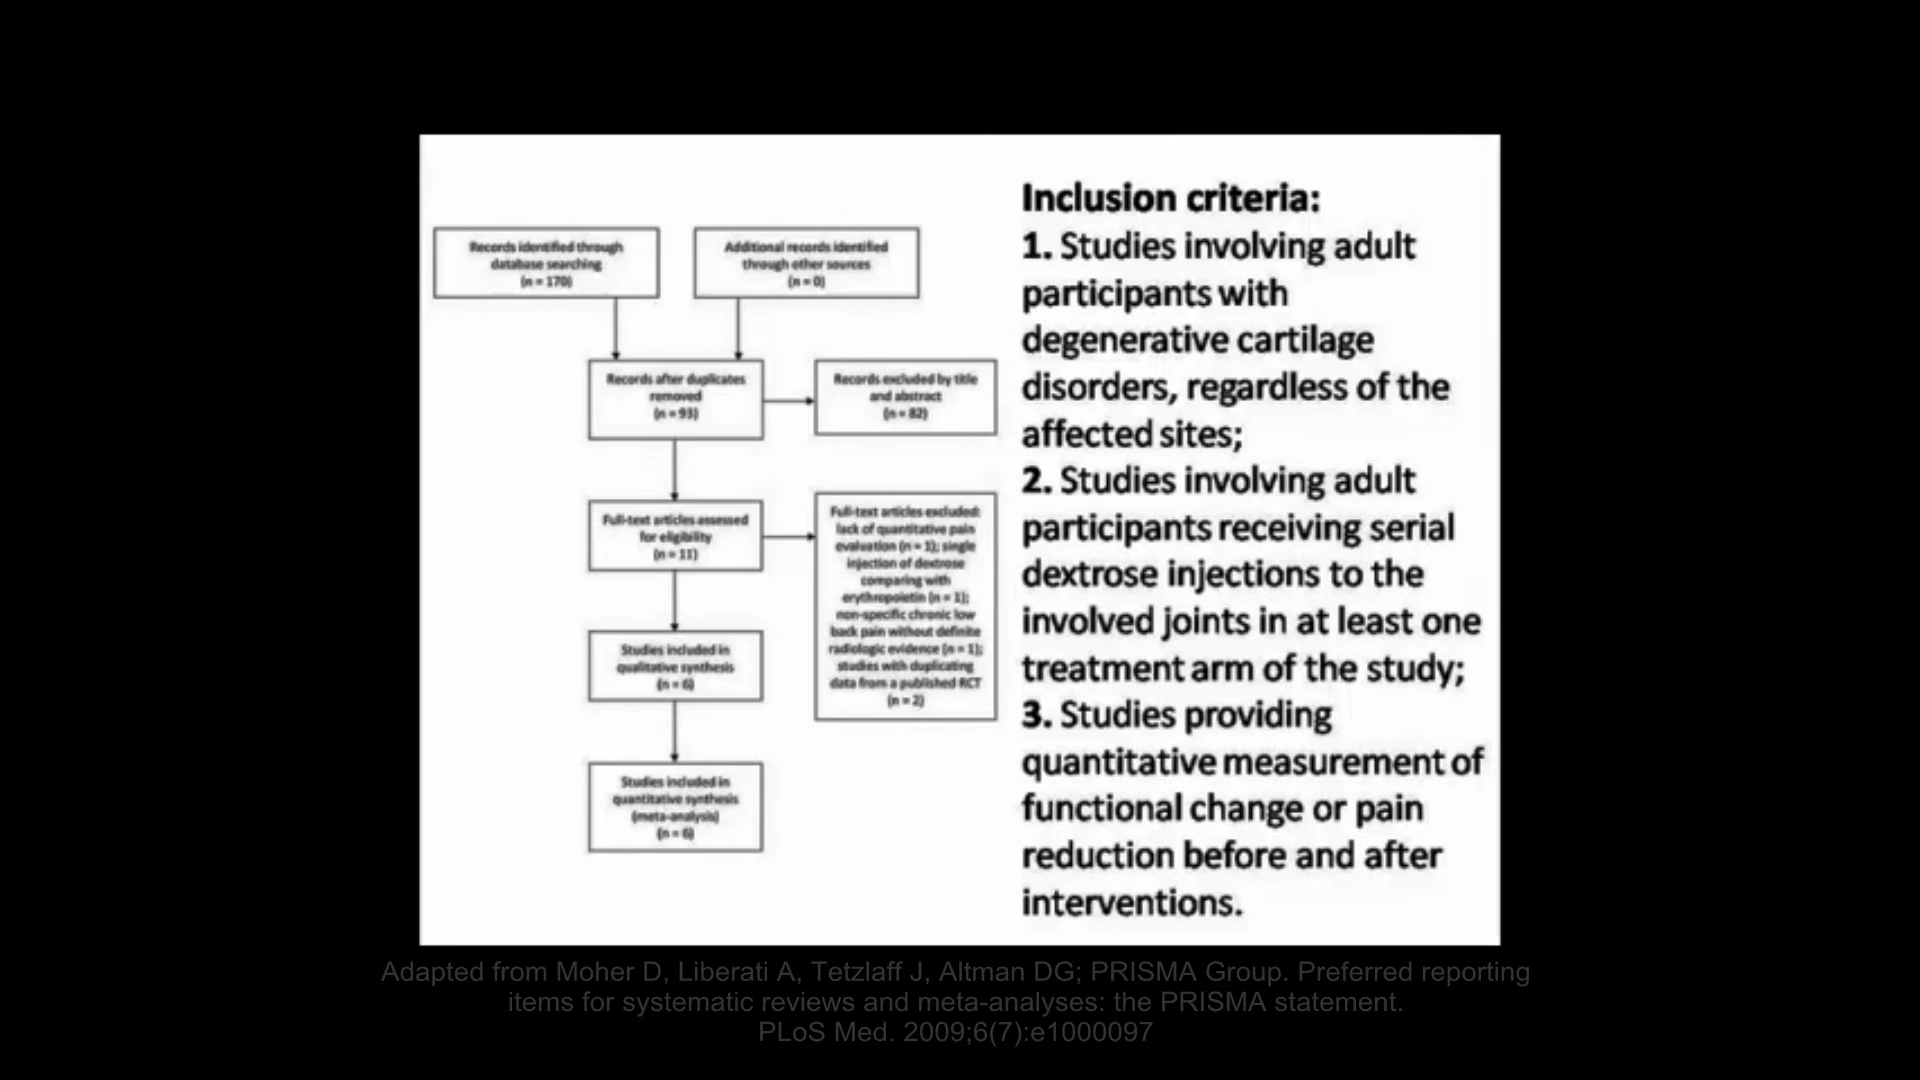 Records identified through
database searching
(n = 170)
Additional records identified
through other sources
(n = 0)
Records after duplicates
removed
(n = 93)
Records excluded by title
and abstract
(n = 82)
Full-text articles assessed
for eligibility
(n = 11)
Full-text articles excluded:
lack of quantitative pain
evaluation (n = 1); single
injection of dextrose
comparing with
erythropoietin (n = 1);
non-specific chronic low
back pain without definite
radiologic evidence (n = 1);
studies with duplicating
data from a published RCT
(n = 2)
Studies included in
qualitative synthesis
(n = 6)
Studies included in
quantitative synthesis
(meta-analysis)
(n = 6)
Inclusion criteria:
1. Studies involving adult
participants with
degenerative cartilage
disorders, regardless of the
affected sites;
2. Studies involving adult
participants receiving serial
dextrose injections to the
involved joints in at least one
treatment arm of the study;
3. Studies providing
quantitative measurement of
functional change or pain
reduction before and after
interventions.
Adapted from Moher D, Liberati A, Tetzlaff J, Altman DG; PRISMA Group. Preferred reporting
items for systematic reviews and meta-analyses: the PRISMA statement.
PLoS Med. 2009;6(7):e1000097